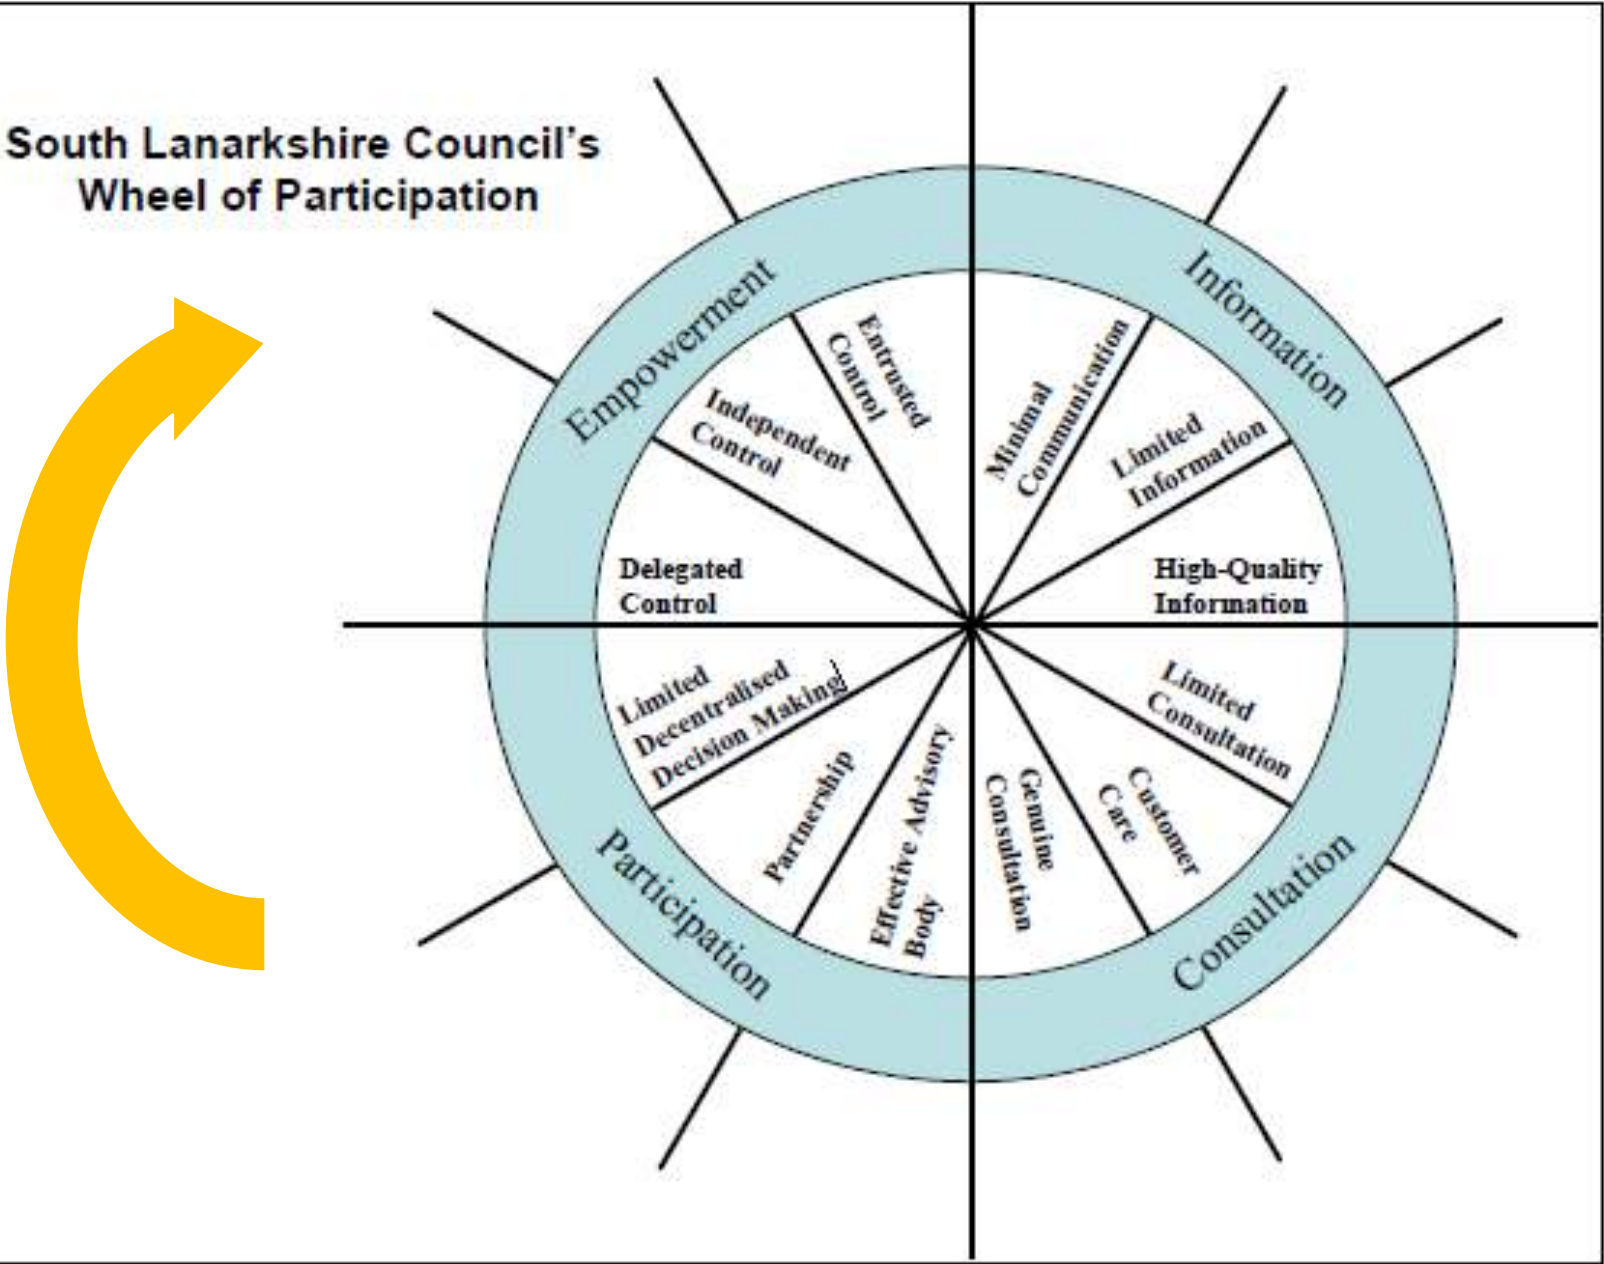 South Lanarkshire Council's
Wheel of Participation
Information
Minimal
Communication
Limited
Information
High-Quality
Information
Consultation
Limited
Consultation
Customer
Care
Genuine
Consultation
Participation
Effective Advisory
Body
Partnership
Limited
Decentralised
Decision Making
Empowerment
Delegated
Control
Independent
Control
Entrusted
Control